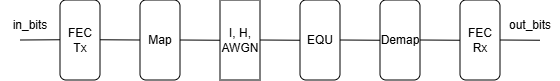 in_bits
FEC
Tx
Map
I, H,
AWGN
EQU
Demap
FEC
Rx
out_bits